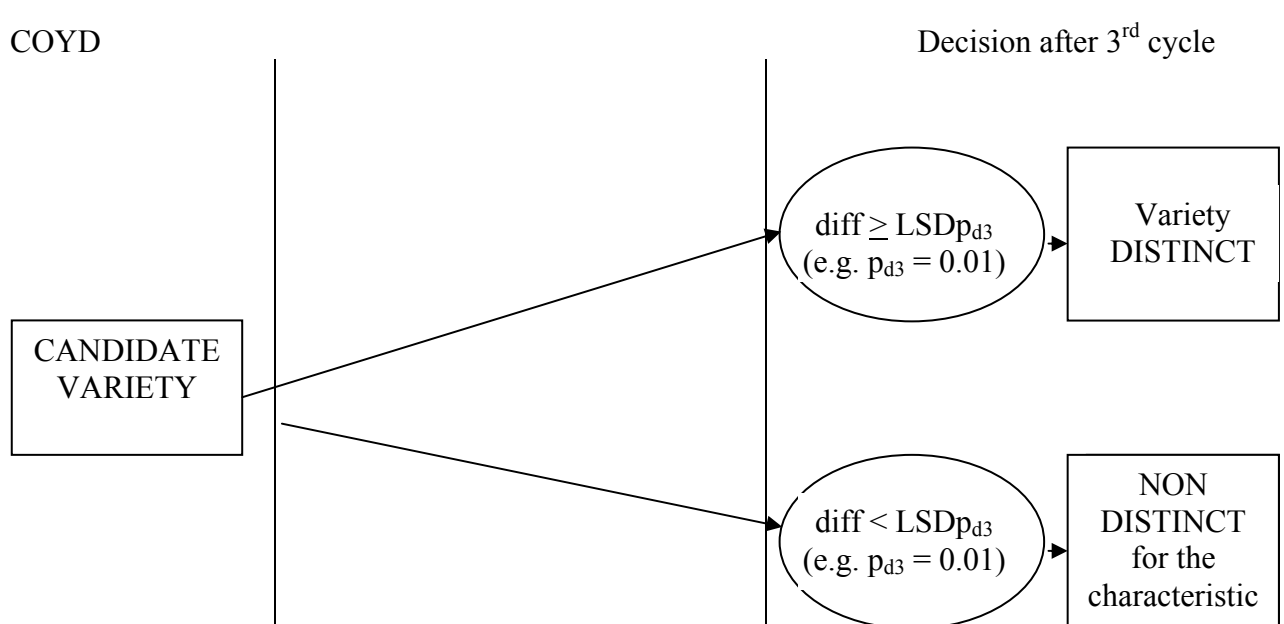 COYD
Decision after 3rd cycle
diff ≥ LSDpd3
(e.g. pd3 = 0.01)
Variety
DISTINCT
CANDIDATE
VARIETY
diff < LSDpd3
(e.g. pd3 = 0.01)
NON
DISTINCT
for the
characteristic